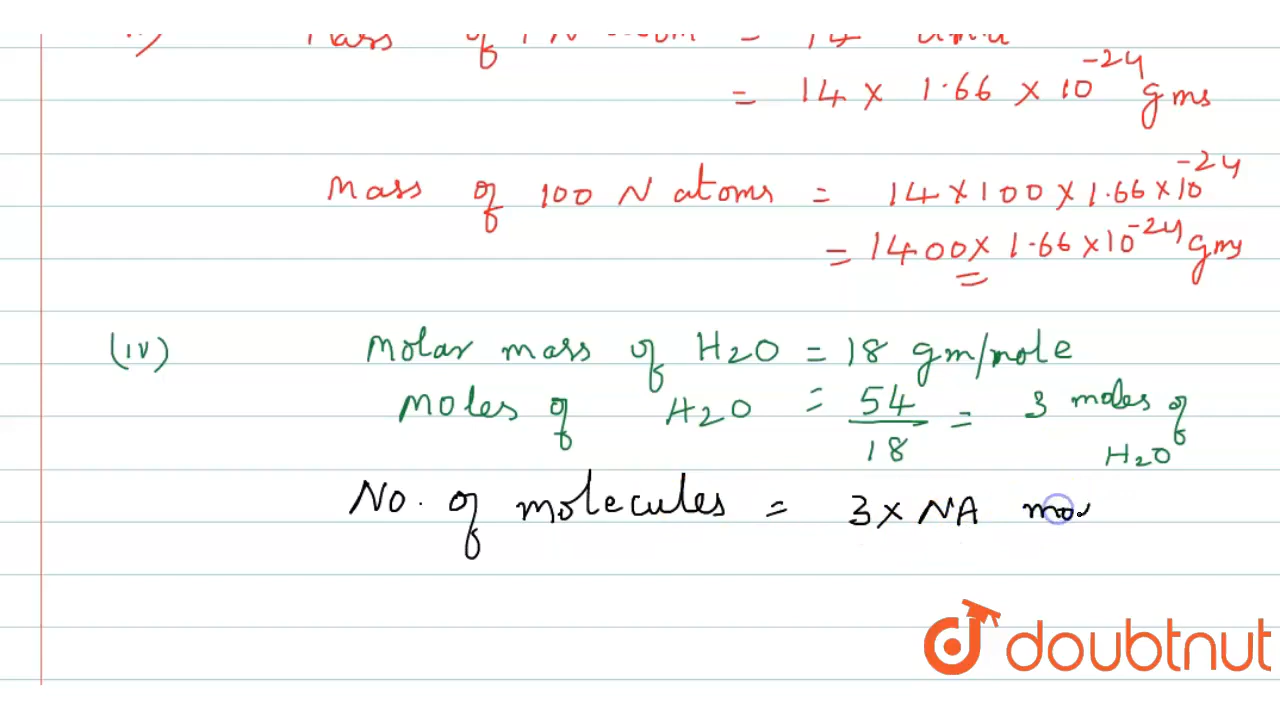 = 14 
= 14 × 1.66 × 10⁻²⁴ gms
Mass of 100 N atoms = 14×100×1.66×10⁻²⁴
= 1400× 1.66×10⁻²⁴ gms
(iv) Molar mass of H2O = 18 gm/mole
Moles of H2O = 54/18 = 3 moles of H2O
No. of molecules = 3× NA mo
doubtnut